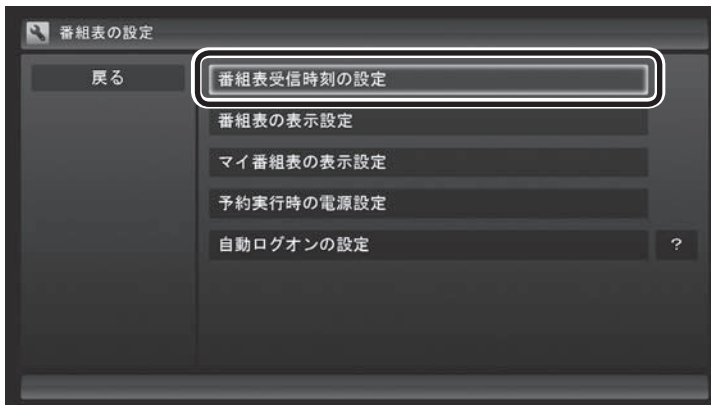 番組表の設定
戻る
番組表受信時刻の設定
番組表の表示設定
マイ番組表の表示設定
予約実行時の電源設定
自動ログオンの設定
?